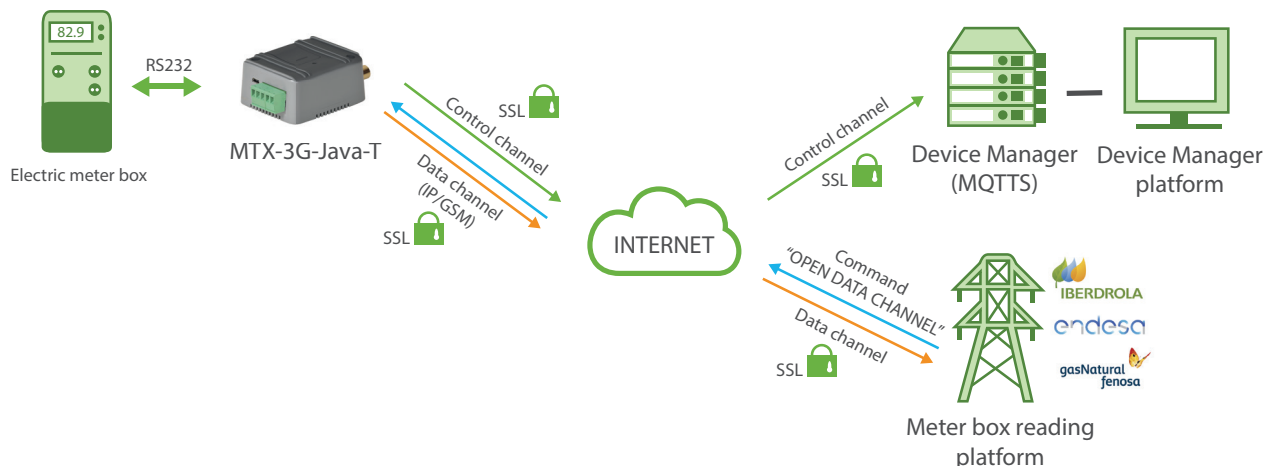 82.9
RS232
Electric meter box
MTX-3G-Java-T
SSL
Control channel
Data channel
(IP/GSM)
SSL
INTERNET
Control channel
SSL
Device Manager
(MQTTS)
Device Manager
platform
Command
"OPEN DATA CHANNEL"
Data channel
SSL
IBERDROLA
endesa
gasNatural
fenosa
Meter box reading
platform